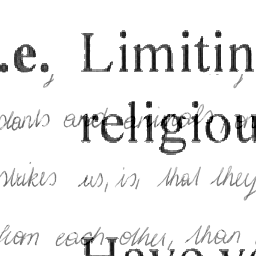 .e. Limitin
plants and animals, 
religiou
strikes us, is, that they
from each other, than
Have